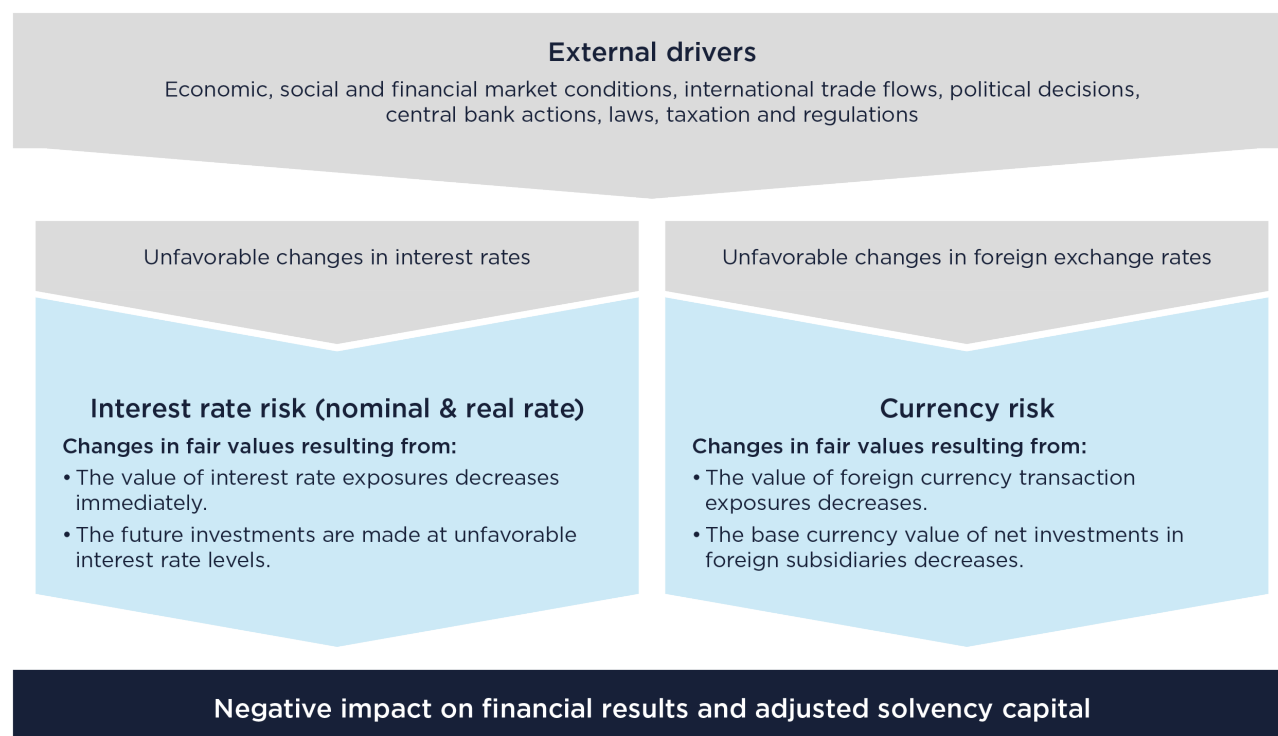 External drivers
Economic, social and financial market conditions, international trade flows, political decisions,
central bank actions, laws, taxation and regulations
Unfavorable changes in interest rates
Unfavorable changes in foreign exchange rates
Interest rate risk (nominal & real rate)
Changes in fair values resulting from:
• The value of interest rate exposures decreases
immediately.
• The future investments are made at unfavorable
interest rate levels.
Currency risk
Changes in fair values resulting from:
• The value of foreign currency transaction
exposures decreases.
• The base currency value of net investments in
foreign subsidiaries decreases.
Negative impact on financial results and adjusted solvency capital